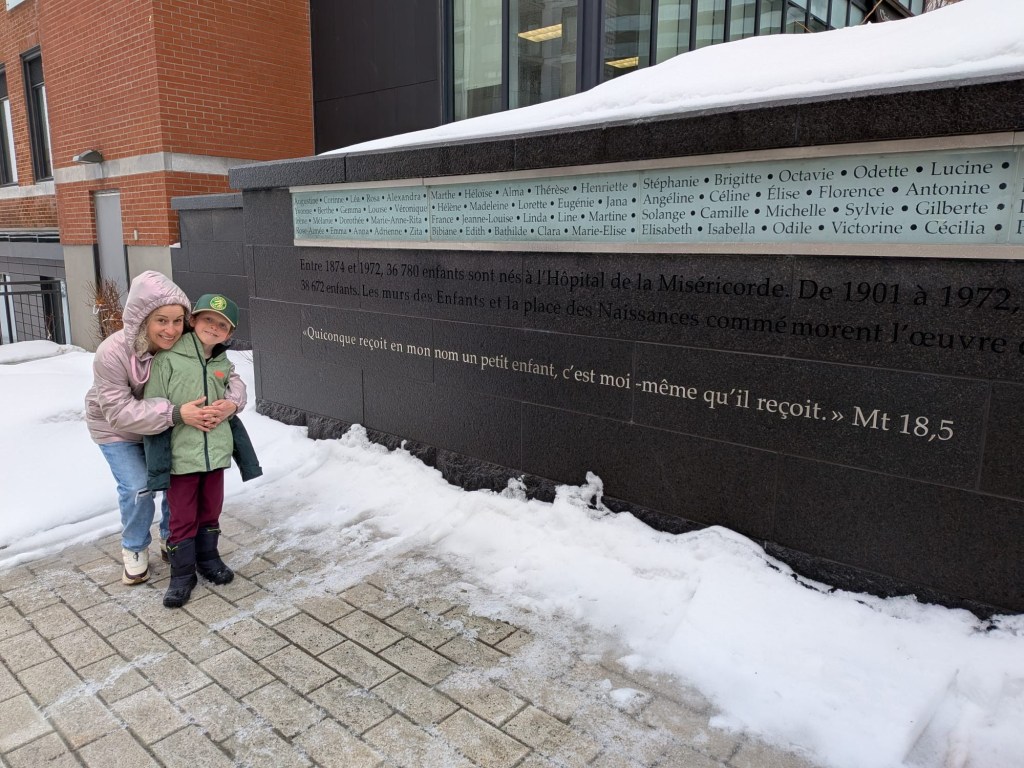 Augustine • Corinne • Léa • Rosa • Alexandra • Marthe • Héloïse • Alma • Thérèse • Henriette • Stéphanie • Brigitte • Octavie • Odette • Lucine •
Yvonne • Berthe • Gemma • Louise • Véronique • Hélène • Madeleine • Lorette • Eugénie • Jana • Angéline • Céline • Élise • Florence • Antonine •
Irène • Mélanie • Dorothée • Marie-Anne-Rita • France • Jeanne-Louise • Linda • Line • Martine • Solange • Camille • Michelle • Sylvie • Gilberte •
Rose-Aimée • Emma • Anna • Adrienne • Zita • Bibiane • Edith • Bathilde • Clara • Marie-Elise • Elisabeth • Isabella • Odile • Victorine • Cécilia •
Entre 1874 et 1972, 36 780 enfants sont nés à l'Hôpital de la Miséricorde. De 1901 à 1972,
38 672 enfants. Les murs des Enfants et la place des Naissances commémorent l'œuvre
«Quiconque reçoit en mon nom un petit enfant, c'est moi -même qu'il reçoit.» Mt 18,5